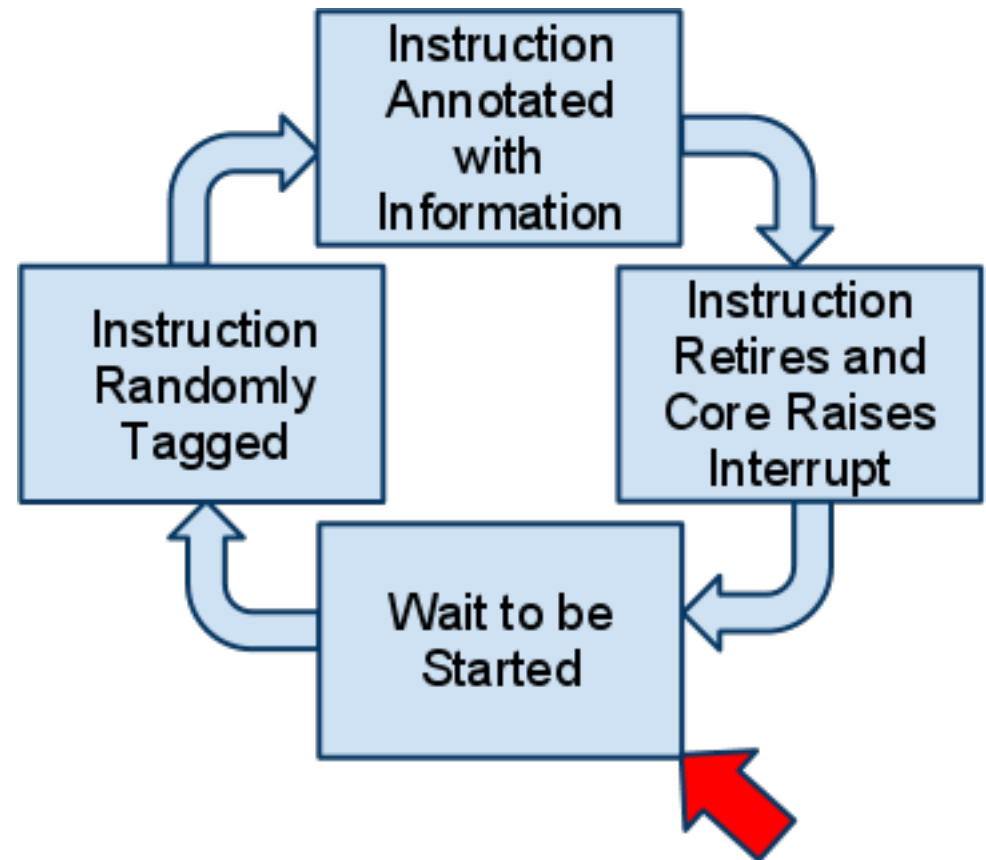 Instruction
Annotated
with
Information
Instruction
Randomly
Tagged
Instruction
Retires and
Core Raises
Interrupt
Wait to be
Started